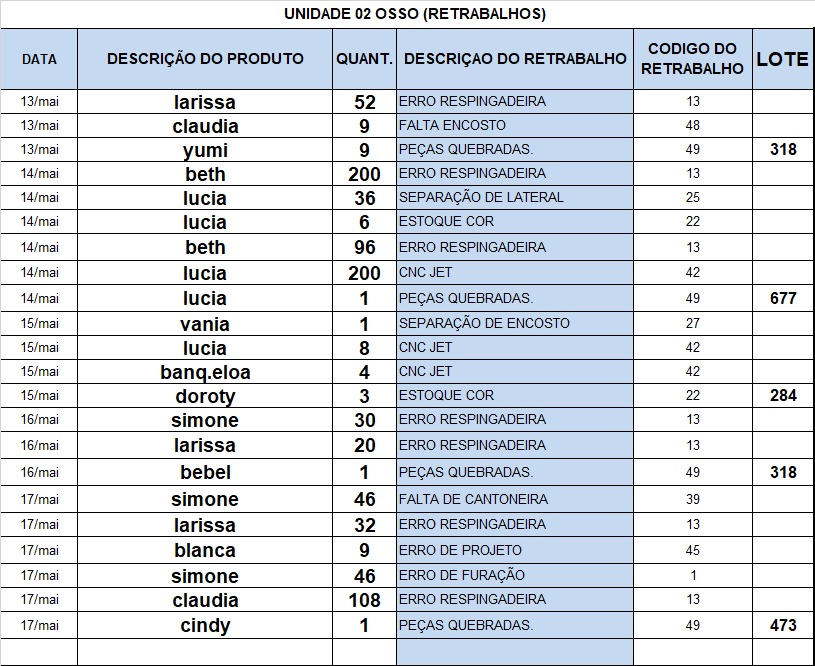 UNIDADE 02 OSSO (RETRABALHOS)
DATA DESCRIÇÃO DO PRODUTO QUANT. DESCRIÇAO DO RETRABALHO CODIGO DO RETRABALHO LOTE
13/mai larissa 52 ERRO RESPINGADEIRA 13
13/mai claudia 9 FALTA ENCOSTO 48
13/mai yumi 9 PEÇAS QUEBRADAS. 49 318
14/mai beth 200 ERRO RESPINGADEIRA 13
14/mai lucia 36 SEPARAÇÃO DE LATERAL 25
14/mai lucia 6 ESTOQUE COR 22
14/mai beth 96 ERRO RESPINGADEIRA 13
14/mai lucia 200 CNC JET 42
14/mai lucia 1 PEÇAS QUEBRADAS. 49 677
15/mai vania 1 SEPARAÇÃO DE ENCOSTO 27
15/mai lucia 8 CNC JET 42
15/mai banq.eloa 4 CNC JET 42
15/mai doroty 3 ESTOQUE COR 22 284
16/mai simone 30 ERRO RESPINGADEIRA 13
16/mai larissa 20 ERRO RESPINGADEIRA 13
16/mai bebel 1 PEÇAS QUEBRADAS. 49 318
17/mai simone 46 FALTA DE CANTONEIRA 39
17/mai larissa 32 ERRO RESPINGADEIRA 13
17/mai blanca 9 ERRO DE PROJETO 45
17/mai simone 46 ERRO DE FURAÇÃO 1
17/mai claudia 108 ERRO RESPINGADEIRA 13
17/mai cindy 1 PEÇAS QUEBRADAS. 49 473